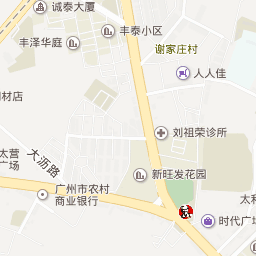 诚泰大厦
丰泰小区
丰泽华庭
谢家庄村
人人佳
材店
刘祖荣诊所
大沥路
太营
广场
新旺发花园
广州市农村
商业银行
太和
时代广场